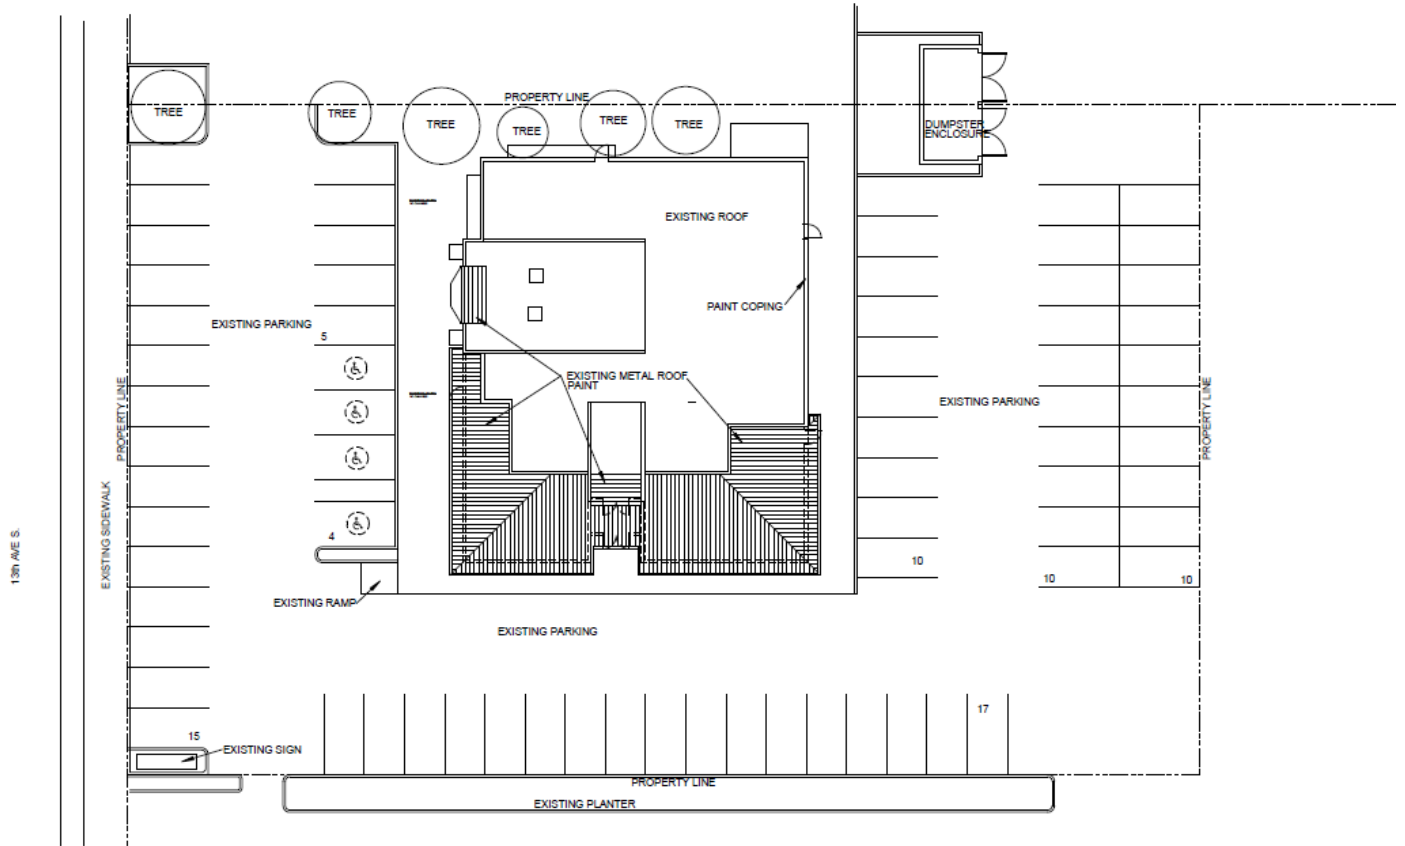 PROPERTY LINE
TREE
TREE
TREE
TREE
TREE
TREE
DUMPSTER
ENCLOSURE
EXISTING ROOF
PAINT COPING
EXISTING PARKING
5
EXISTING METAL ROOF
PAINT
EXISTING PARKING
PROPERTY LINE
PROPERTY LINE
EXISTING SIDEWALK
13th AVE S.
4
10
10
10
EXISTING RAMP
EXISTING PARKING
17
15
EXISTING SIGN
PROPERTY LINE
EXISTING PLANTER